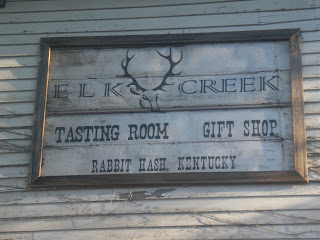 ELK CREEK
TASTING ROOM GIFT SHOP
RABBIT HASH, KENTUCKY